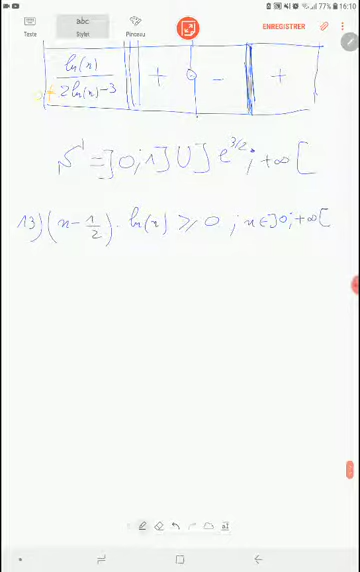 77% 16:10
Texte
abc
Stylet
Pinceau
ENREGISTRER
ln(x)/(2ln(x)-3) + 0 - +
S = ]0;1] U ]e^{3/2}; +∞[
13) (x - 1/2) · ln(x) ≥ 0 ; x ∈ ]0; +∞[